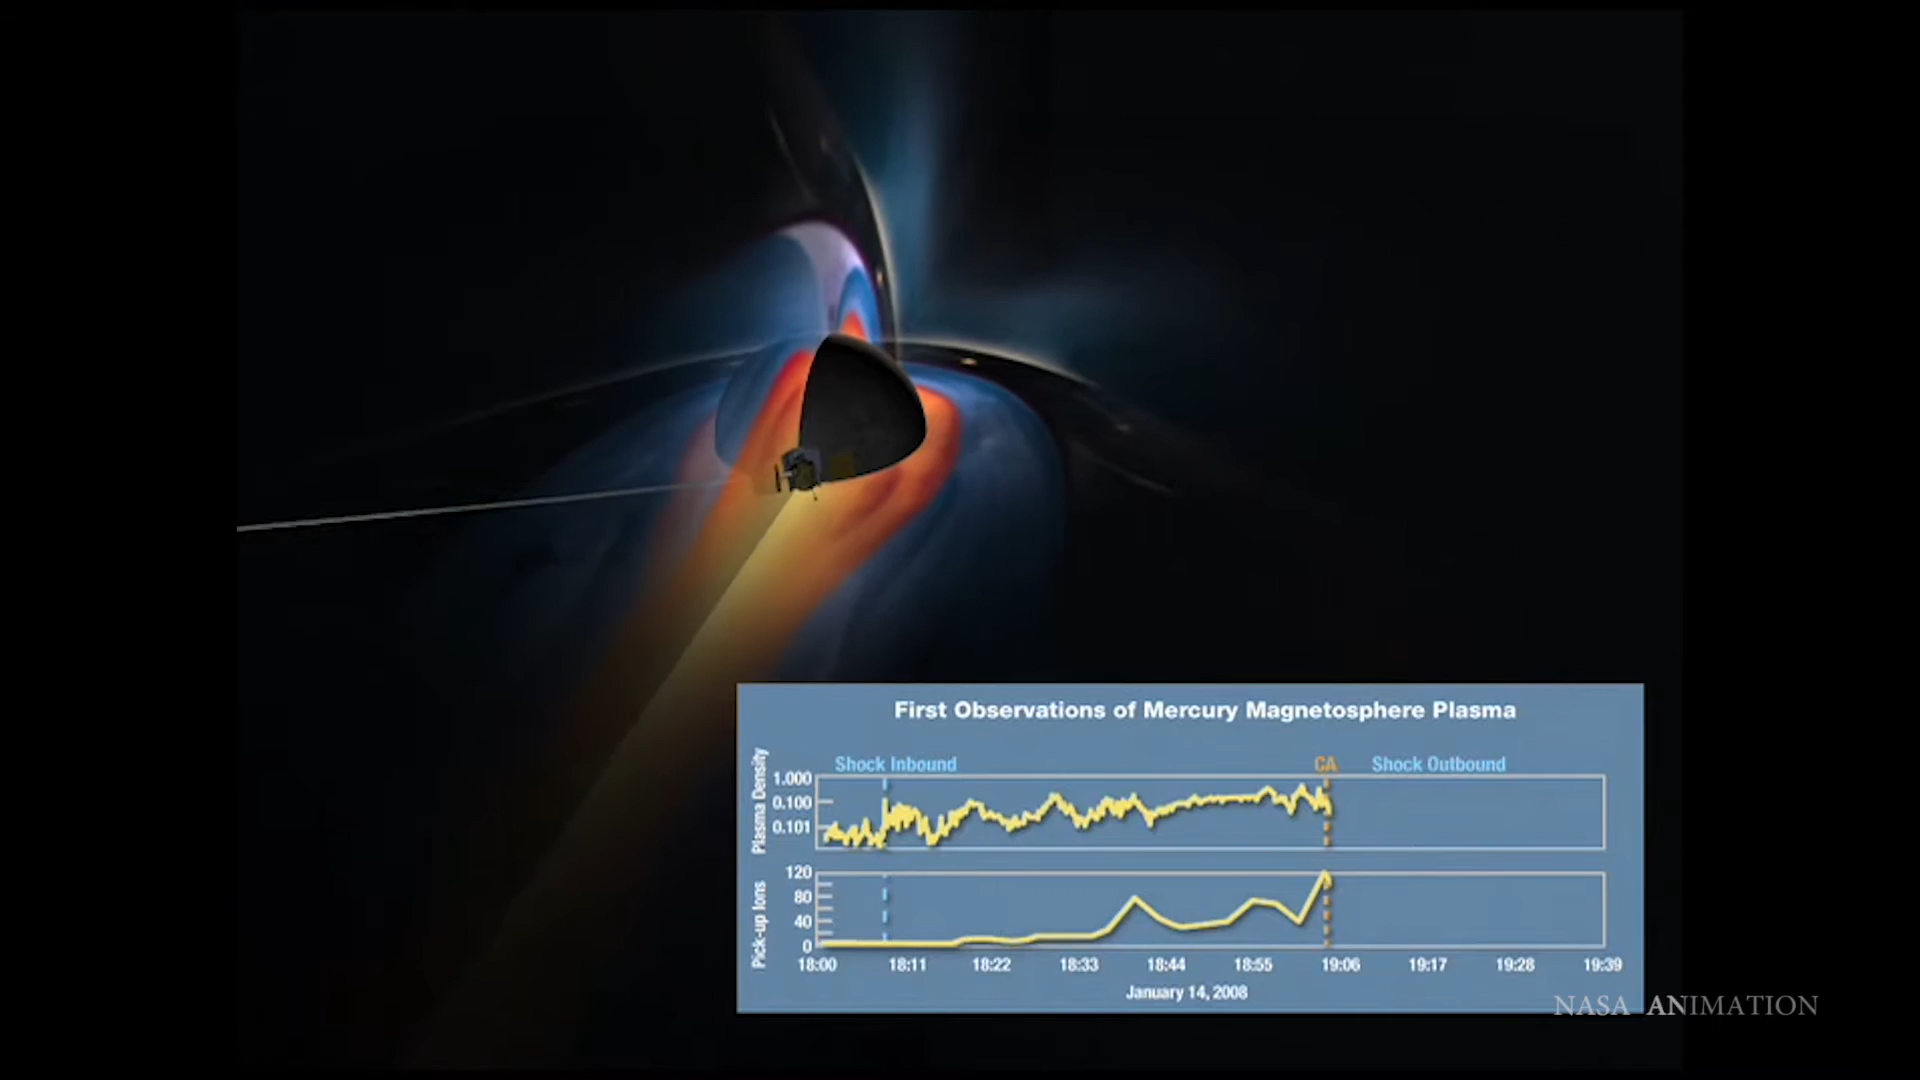 First Observations of Mercury Magnetosphere Plasma
Shock Inbound
CA
Shock Outbound
Plasma Density
1.000
0.100
0.101
Pick-up Ions
120
80
40
0
18:00 18:11 18:22 18:33 18:44 18:55 19:06 19:17 19:28 19:39
January 14, 2008
NASA ANIMATION